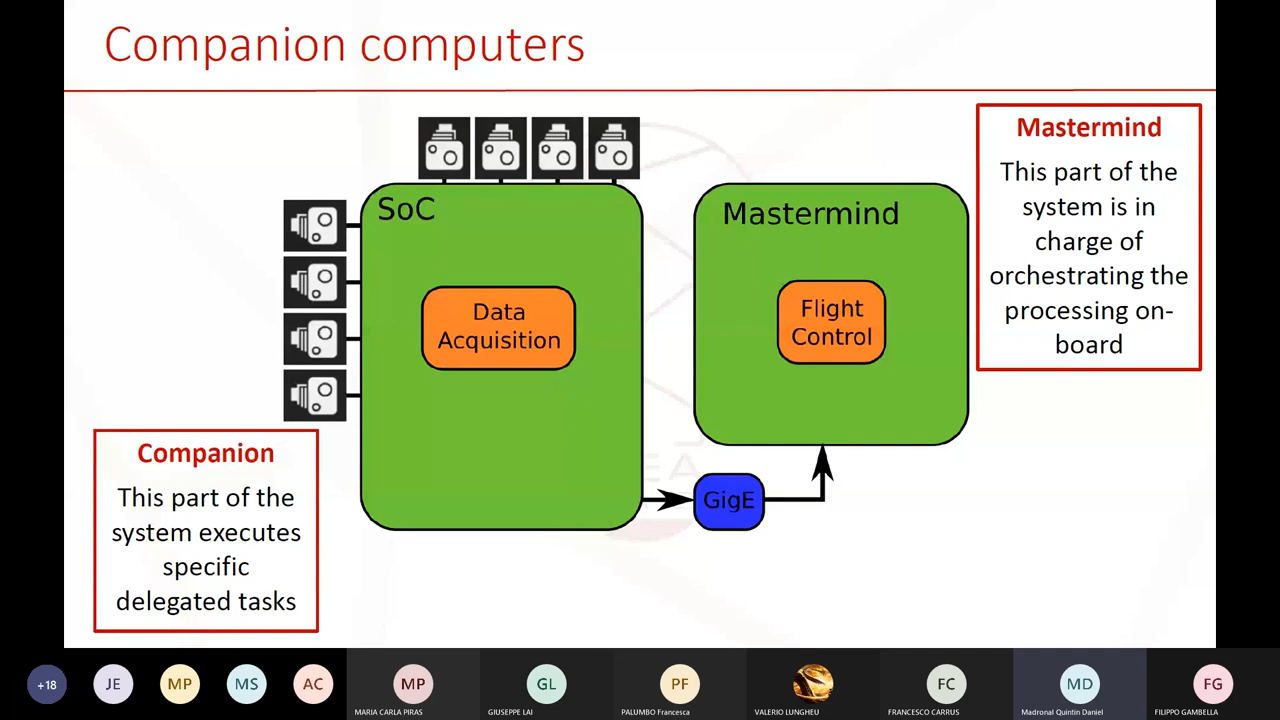 Companion computers
Mastermind
This part of the
system is in
charge of
orchestrating the
processing on-
board
SoC
Data
Acquisition
Mastermind
Flight
Control
GigE
Companion
This part of the
system executes
specific
delegated tasks
+18
JE
MP
MS
AC
MP
MARIA CARLA PIRAS
GL
GIUSEPPE LAI
PF
PALUMBO Francesca
VALERIO LUNGHEU
FC
FRANCESCO CARRUS
MD
Madronal Quintin Daniel
FG
FILIPPO GAMBELLA